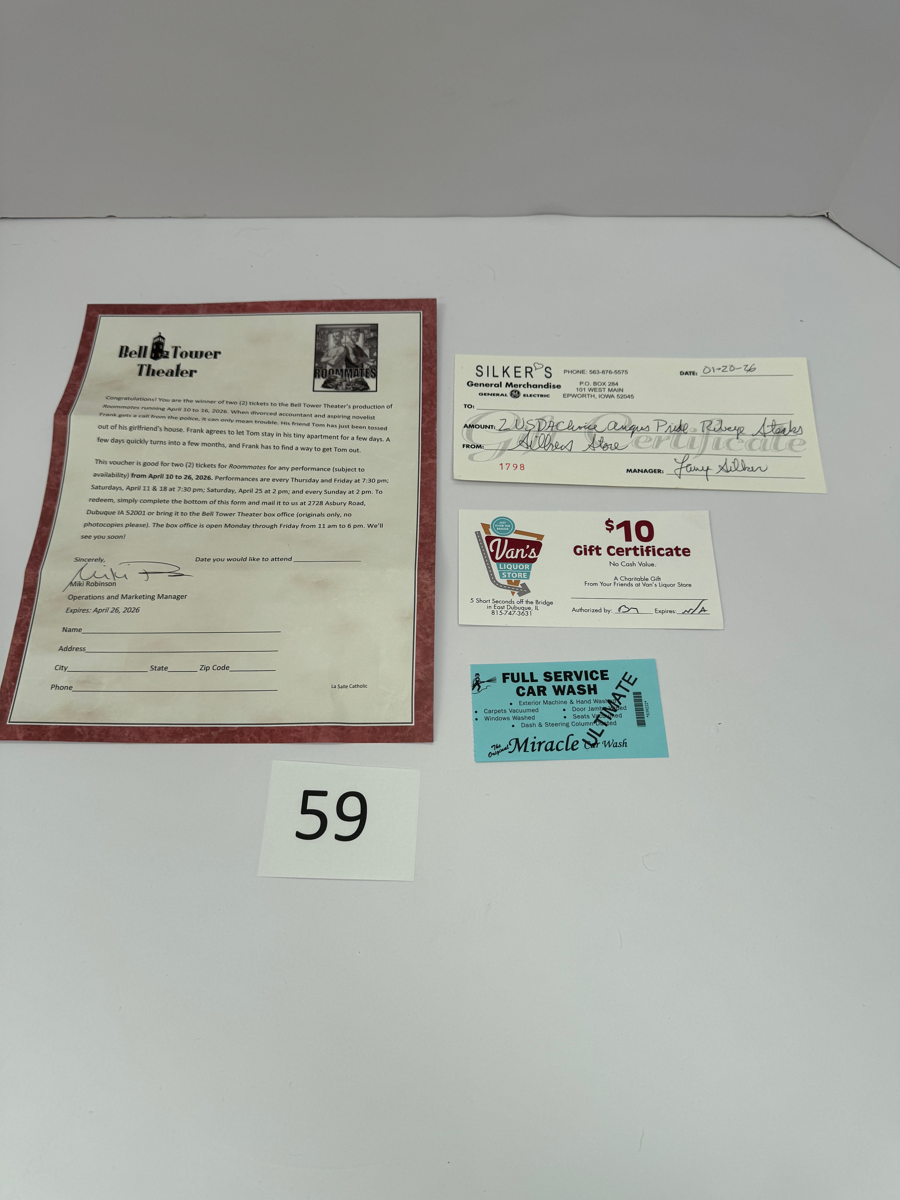 Bell Tower
Theater
ROOMMATES
Congratulations! You are the winner of two (2) tickets to the Bell Tower Theater's production of
Roommates running April 10 to 16, 2026. When divorced accountant and aspiring novelist
Frank gets a call from the police, it can only mean trouble. His friend Tom has just been tossed
out of his girlfriend's house. Frank agrees to let Tom stay in his tiny apartment for a few days. A
few days quickly turns into a few months, and Frank has to find a way to get Tom out.
This voucher is good for two (2) tickets for Roommates for any performance (subject to
availability) from April 10 to 26, 2026. Performances are every Thursday and Friday at 7:30 pm;
Saturdays, April 11 & 18 at 7:30 pm; Saturday, April 25 at 2 pm; and every Sunday at 2 pm. To
redeem, simply complete the bottom of this form and mail it to us at 2728 Asbury Road,
Dubuque IA 52001 or bring it to the Bell Tower Theater box office (originals only, no
photocopies please). The box office is open Monday through Friday from 11 am to 6 pm. We'll
see you soon!
Sincerely, Date you would like to attend
Miki Robinson
Operations and Marketing Manager
Expires: April 26, 2026
Name
Address
City State Zip Code
Phone
La Salle Catholic
SILKER'S PHONE: 563-876-5575 DATE: 01-20-26
General Merchandise P.O. BOX 284
101 WEST MAIN
GENERAL GE ELECTRIC EPWORTH, IOWA 52045
TO:
Gift Certificate
AMOUNT: 2 USDA Choice Angus Pride Ribeye Steaks
FROM: Silkers Store
1798 MANAGER: Silker
Van's
LIQUOR
STORE
5 Short Seconds off the Bridge
in East Dubuque, IL
815-747-3631
$10
Gift Certificate
No Cash Value.
A Charitable Gift
From Your Friends at Van's Liquor Store
Authorized by: Expires: N/A
FULL SERVICE
CAR WASH
• Exterior Machine & Hand Wash
• Carpets Vacuumed • Door Jambs
• Windows Washed • Seats Vacuumed
• Dash & Steering Column Dusted
ULTIMATE
The Original Miracle Car Wash
59